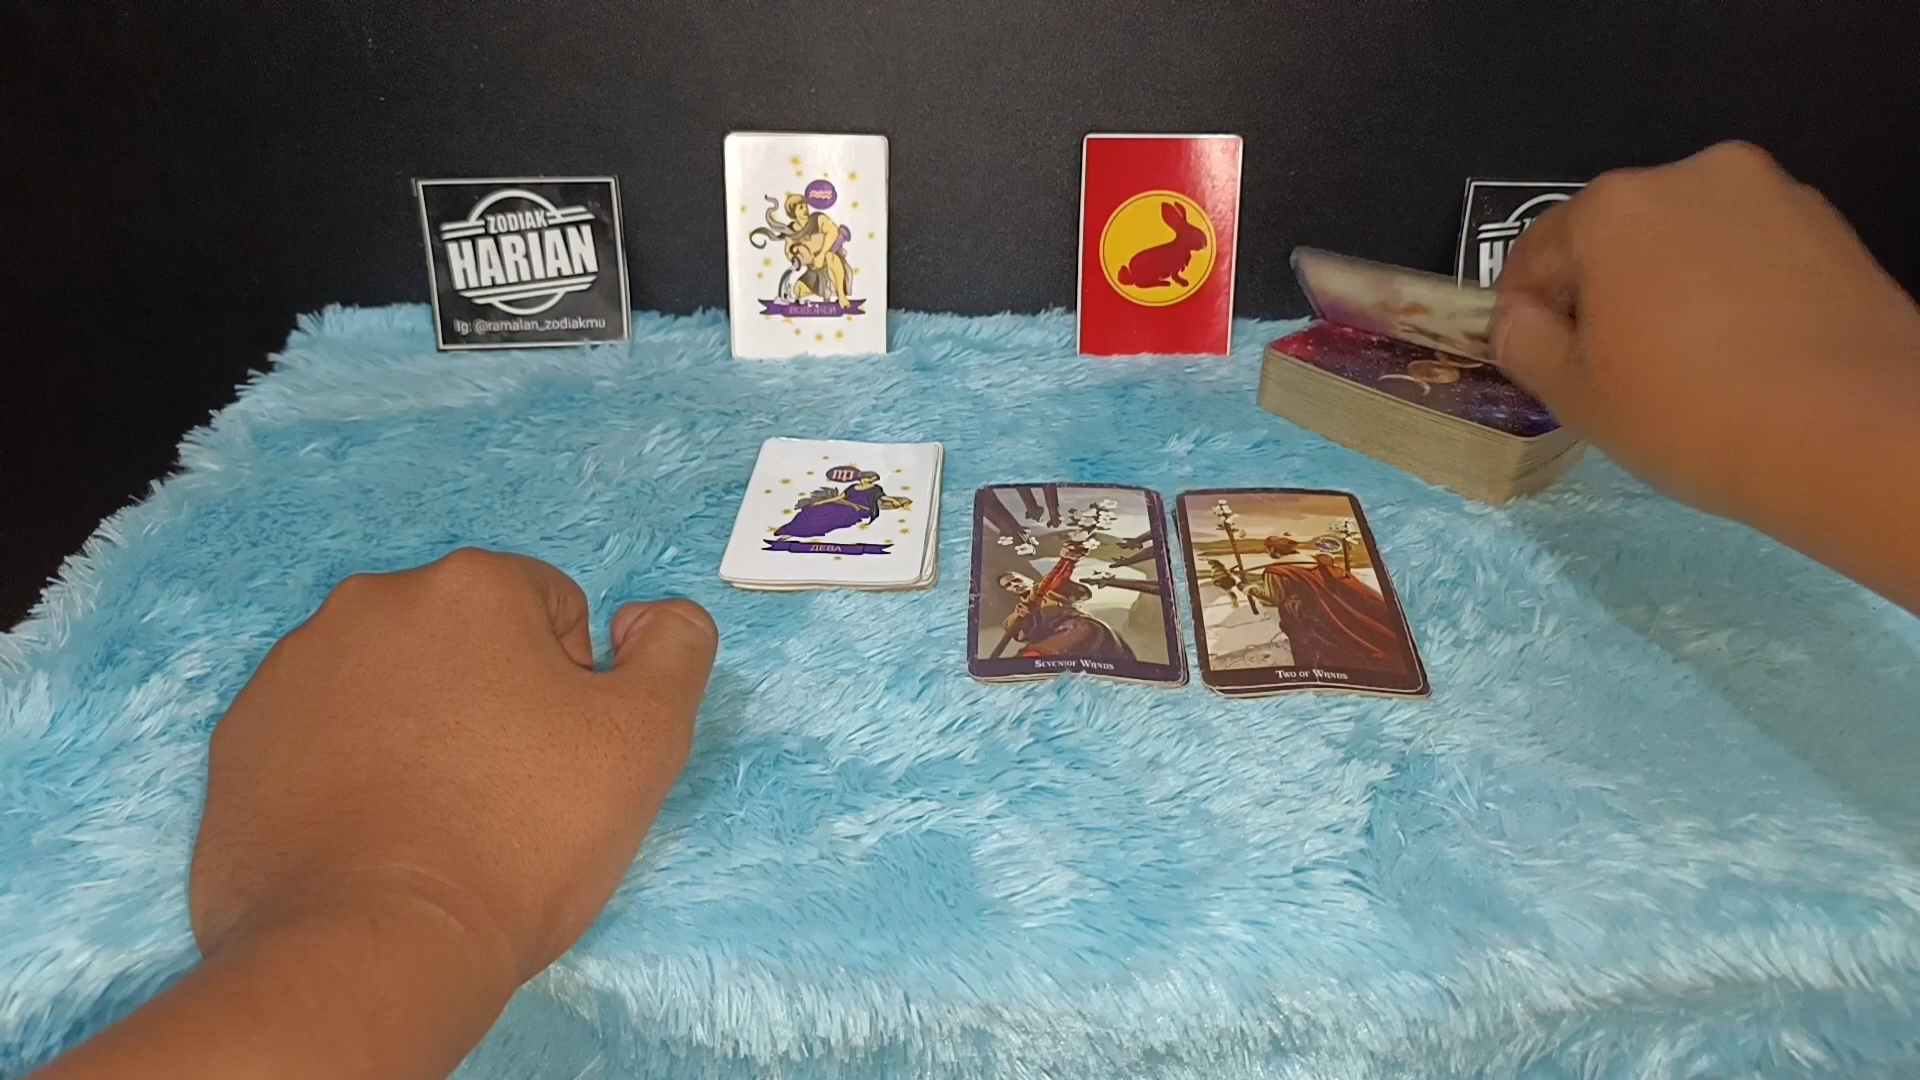 ZODIAK
HARIAN
Ig: @ramalan_zodiakmu
ВОДОЛЕЙ
ДЕВА
SEVEN OF WANDS
TWO OF WANDS